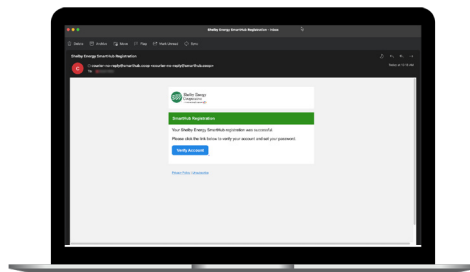 Shelby Energy SmartHub Registration - Inbox
Delete Archive Move Flag Mark Unread Sync
Shelby Energy SmartHub Registration
C
To:
Shelby Energy
Cooperative
SmartHub Registration
Your Shelby Energy SmartHub registration was successful.
Please click the link below to verify your account and set your password.
Verify Account